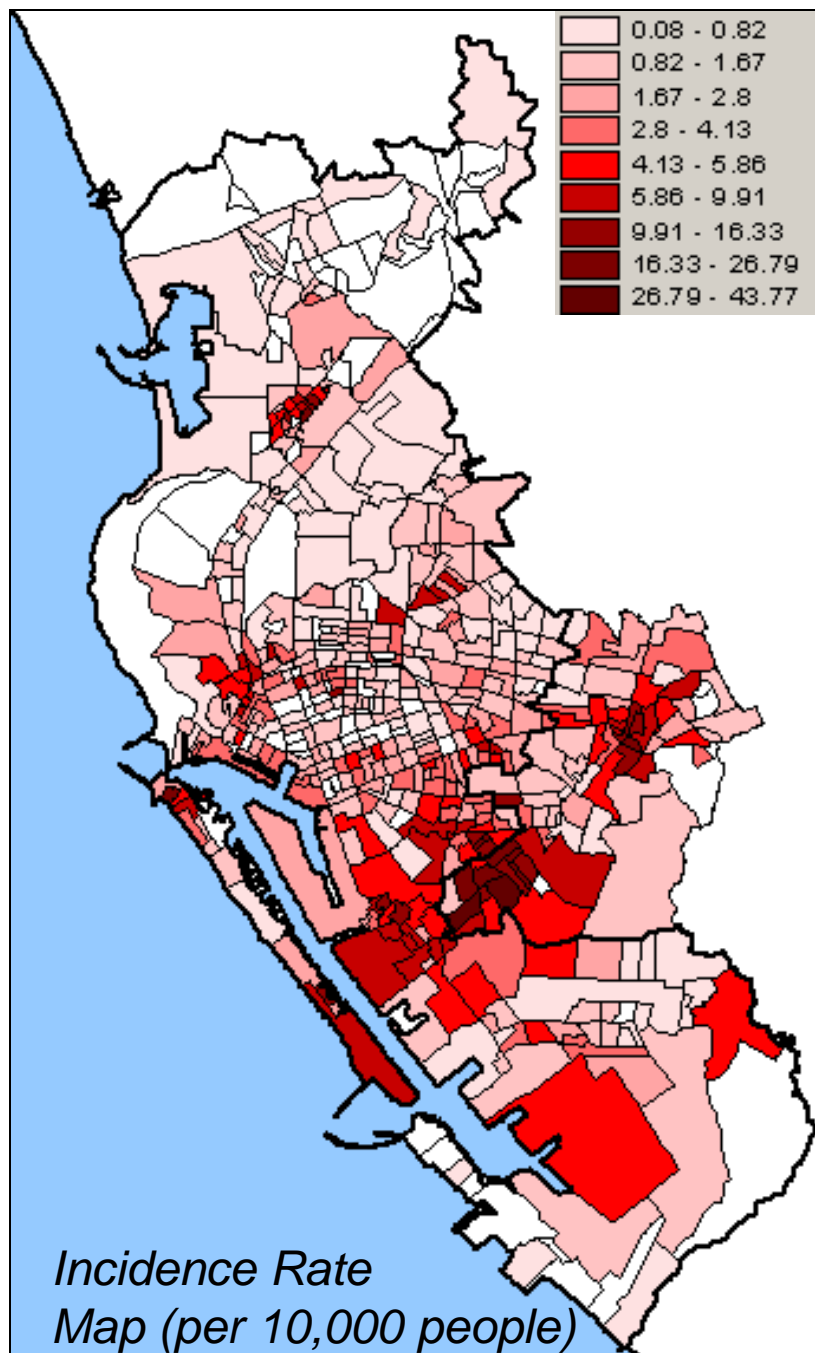 0.08 - 0.82
0.82 - 1.67
1.67 - 2.8
2.8 - 4.13
4.13 - 5.86
5.86 - 9.91
9.91 - 16.33
16.33 - 26.79
26.79 - 43.77
Incidence Rate
Map (per 10,000 people)